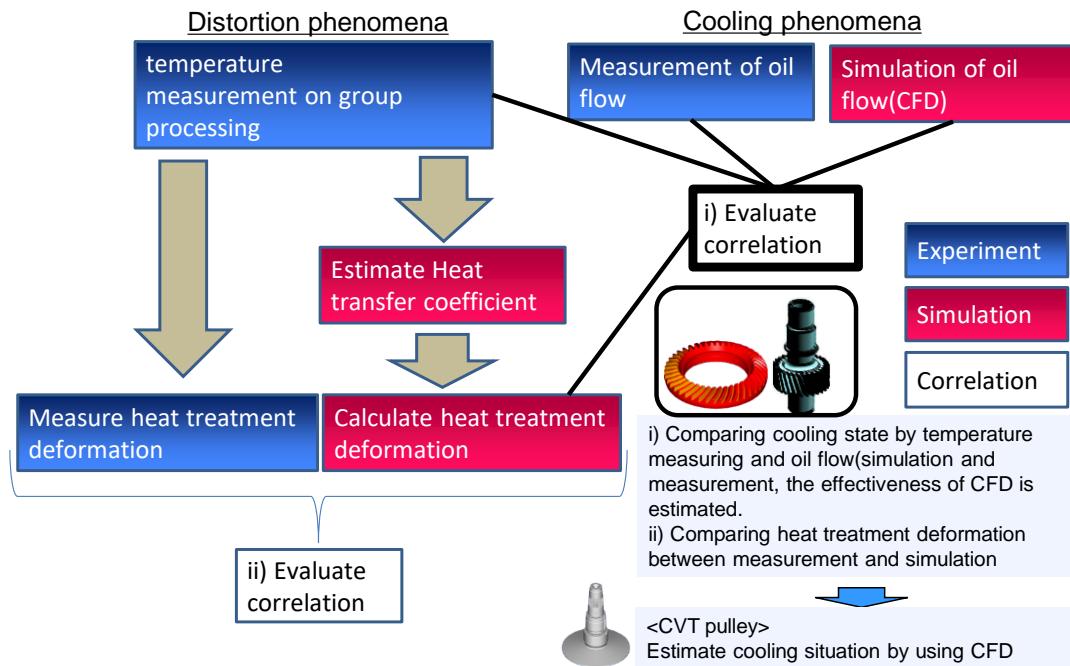 Distortion phenomena
Cooling phenomena
temperature
measurement on group
processing
Measurement of oil
flow
Simulation of oil
flow(CFD)
i) Evaluate
correlation
Estimate Heat
transfer coefficient
Experiment
Simulation
Correlation
Measure heat treatment
deformation
Calculate heat treatment
deformation
i) Comparing cooling state by temperature
measuring and oil flow(simulation and
measurement, the effectiveness of CFD is
estimated.
ii) Comparing heat treatment deformation
between measurement and simulation
ii) Evaluate
correlation
<CVT pulley>
Estimate cooling situation by using CFD